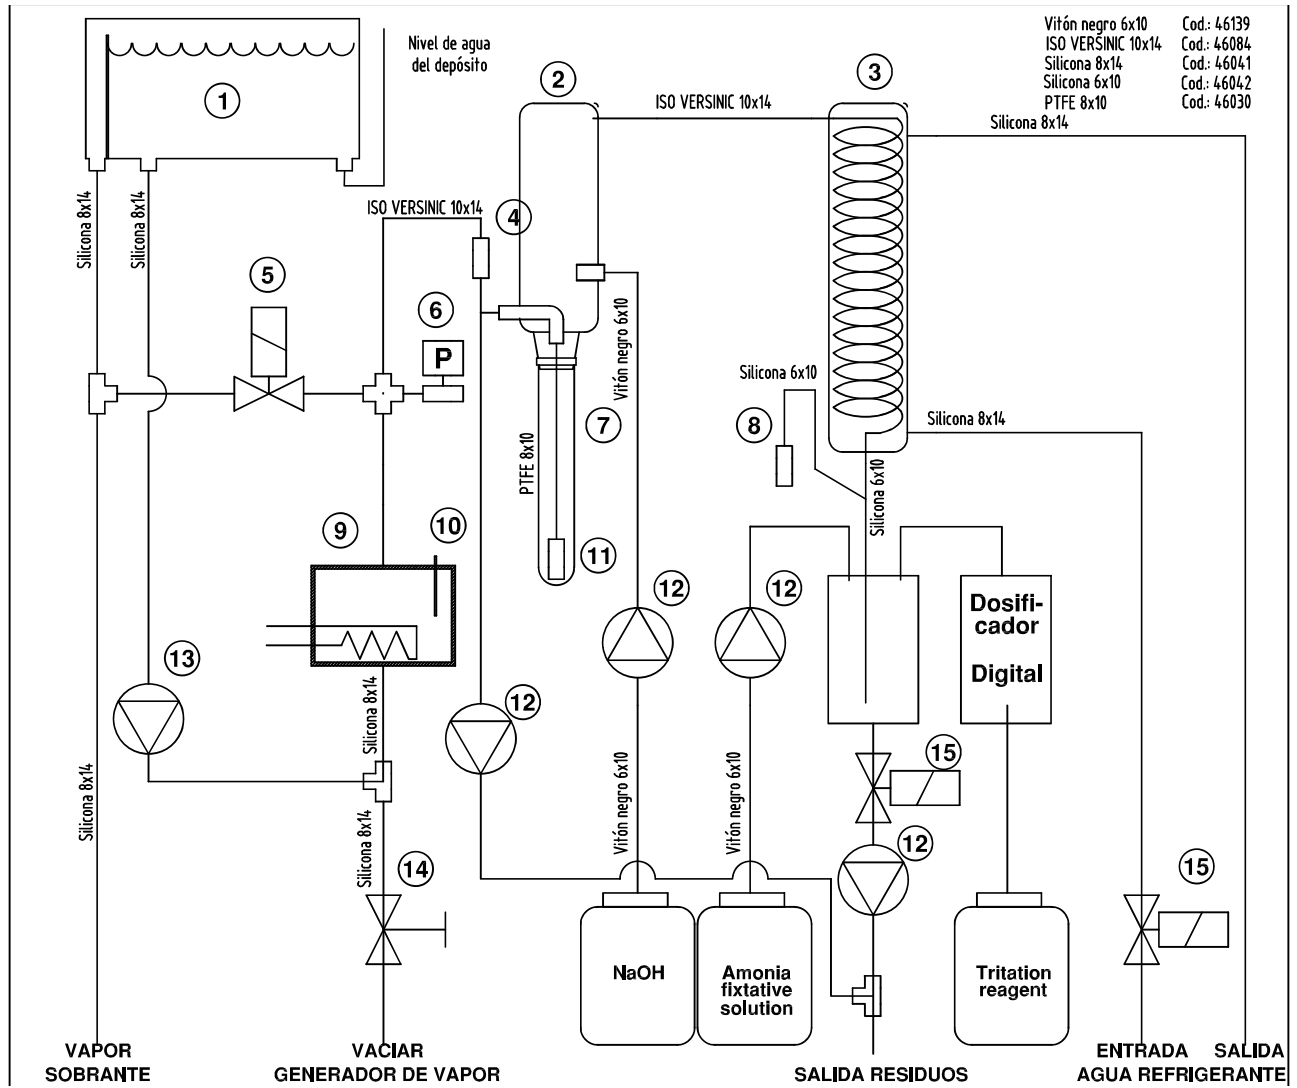 Vitón negro 6x10 Cod.: 46139
ISO VERSINIC 10x14 Cod.: 46084
Silicona 8x14 Cod.: 46041
Silicona 6x10 Cod.: 46042
PTFE 8x10 Cod.: 46030
Nivel de agua
del depósito
1
2
3
ISO VERSINIC 10x14
Silicona 8x14
Silicona 8x14
Silicona 8x14
ISO VERSINIC 10x14
4
5
6
P
Vitón negro 6x10
Silicona 6x10
7
8
Silicona 8x14
PTFE 8x10
Silicona 6x10
9
10
11
12
12
Dosifi-
cador
Digital
13
12
Silicona 8x14
Silicona 8x14
Silicona 8x14
14
Vitón negro 6x10
Vitón negro 6x10
15
12
15
NaOH
Amonia
fixtative
solution
Tritation
reagent
VAPOR
SOBRANTE
VACIAR
GENERADOR DE VAPOR
SALIDA RESIDUOS
ENTRADA SALIDA
AGUA REFRIGERANTE